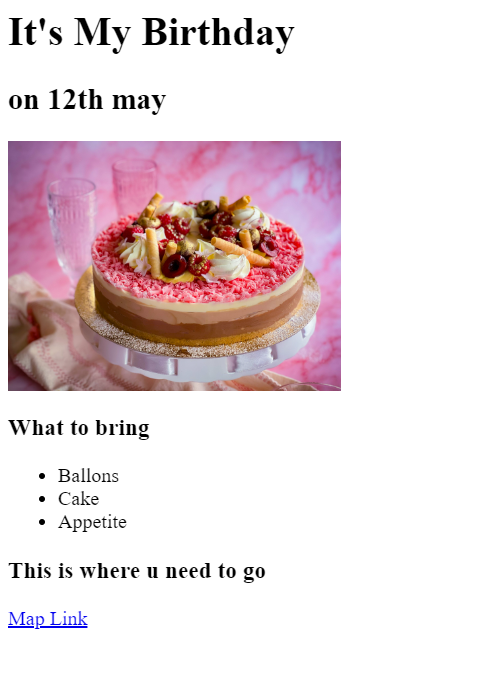 It's My Birthday
on 12th may
What to bring
Ballons
Cake
Appetite
This is where u need to go
Map Link